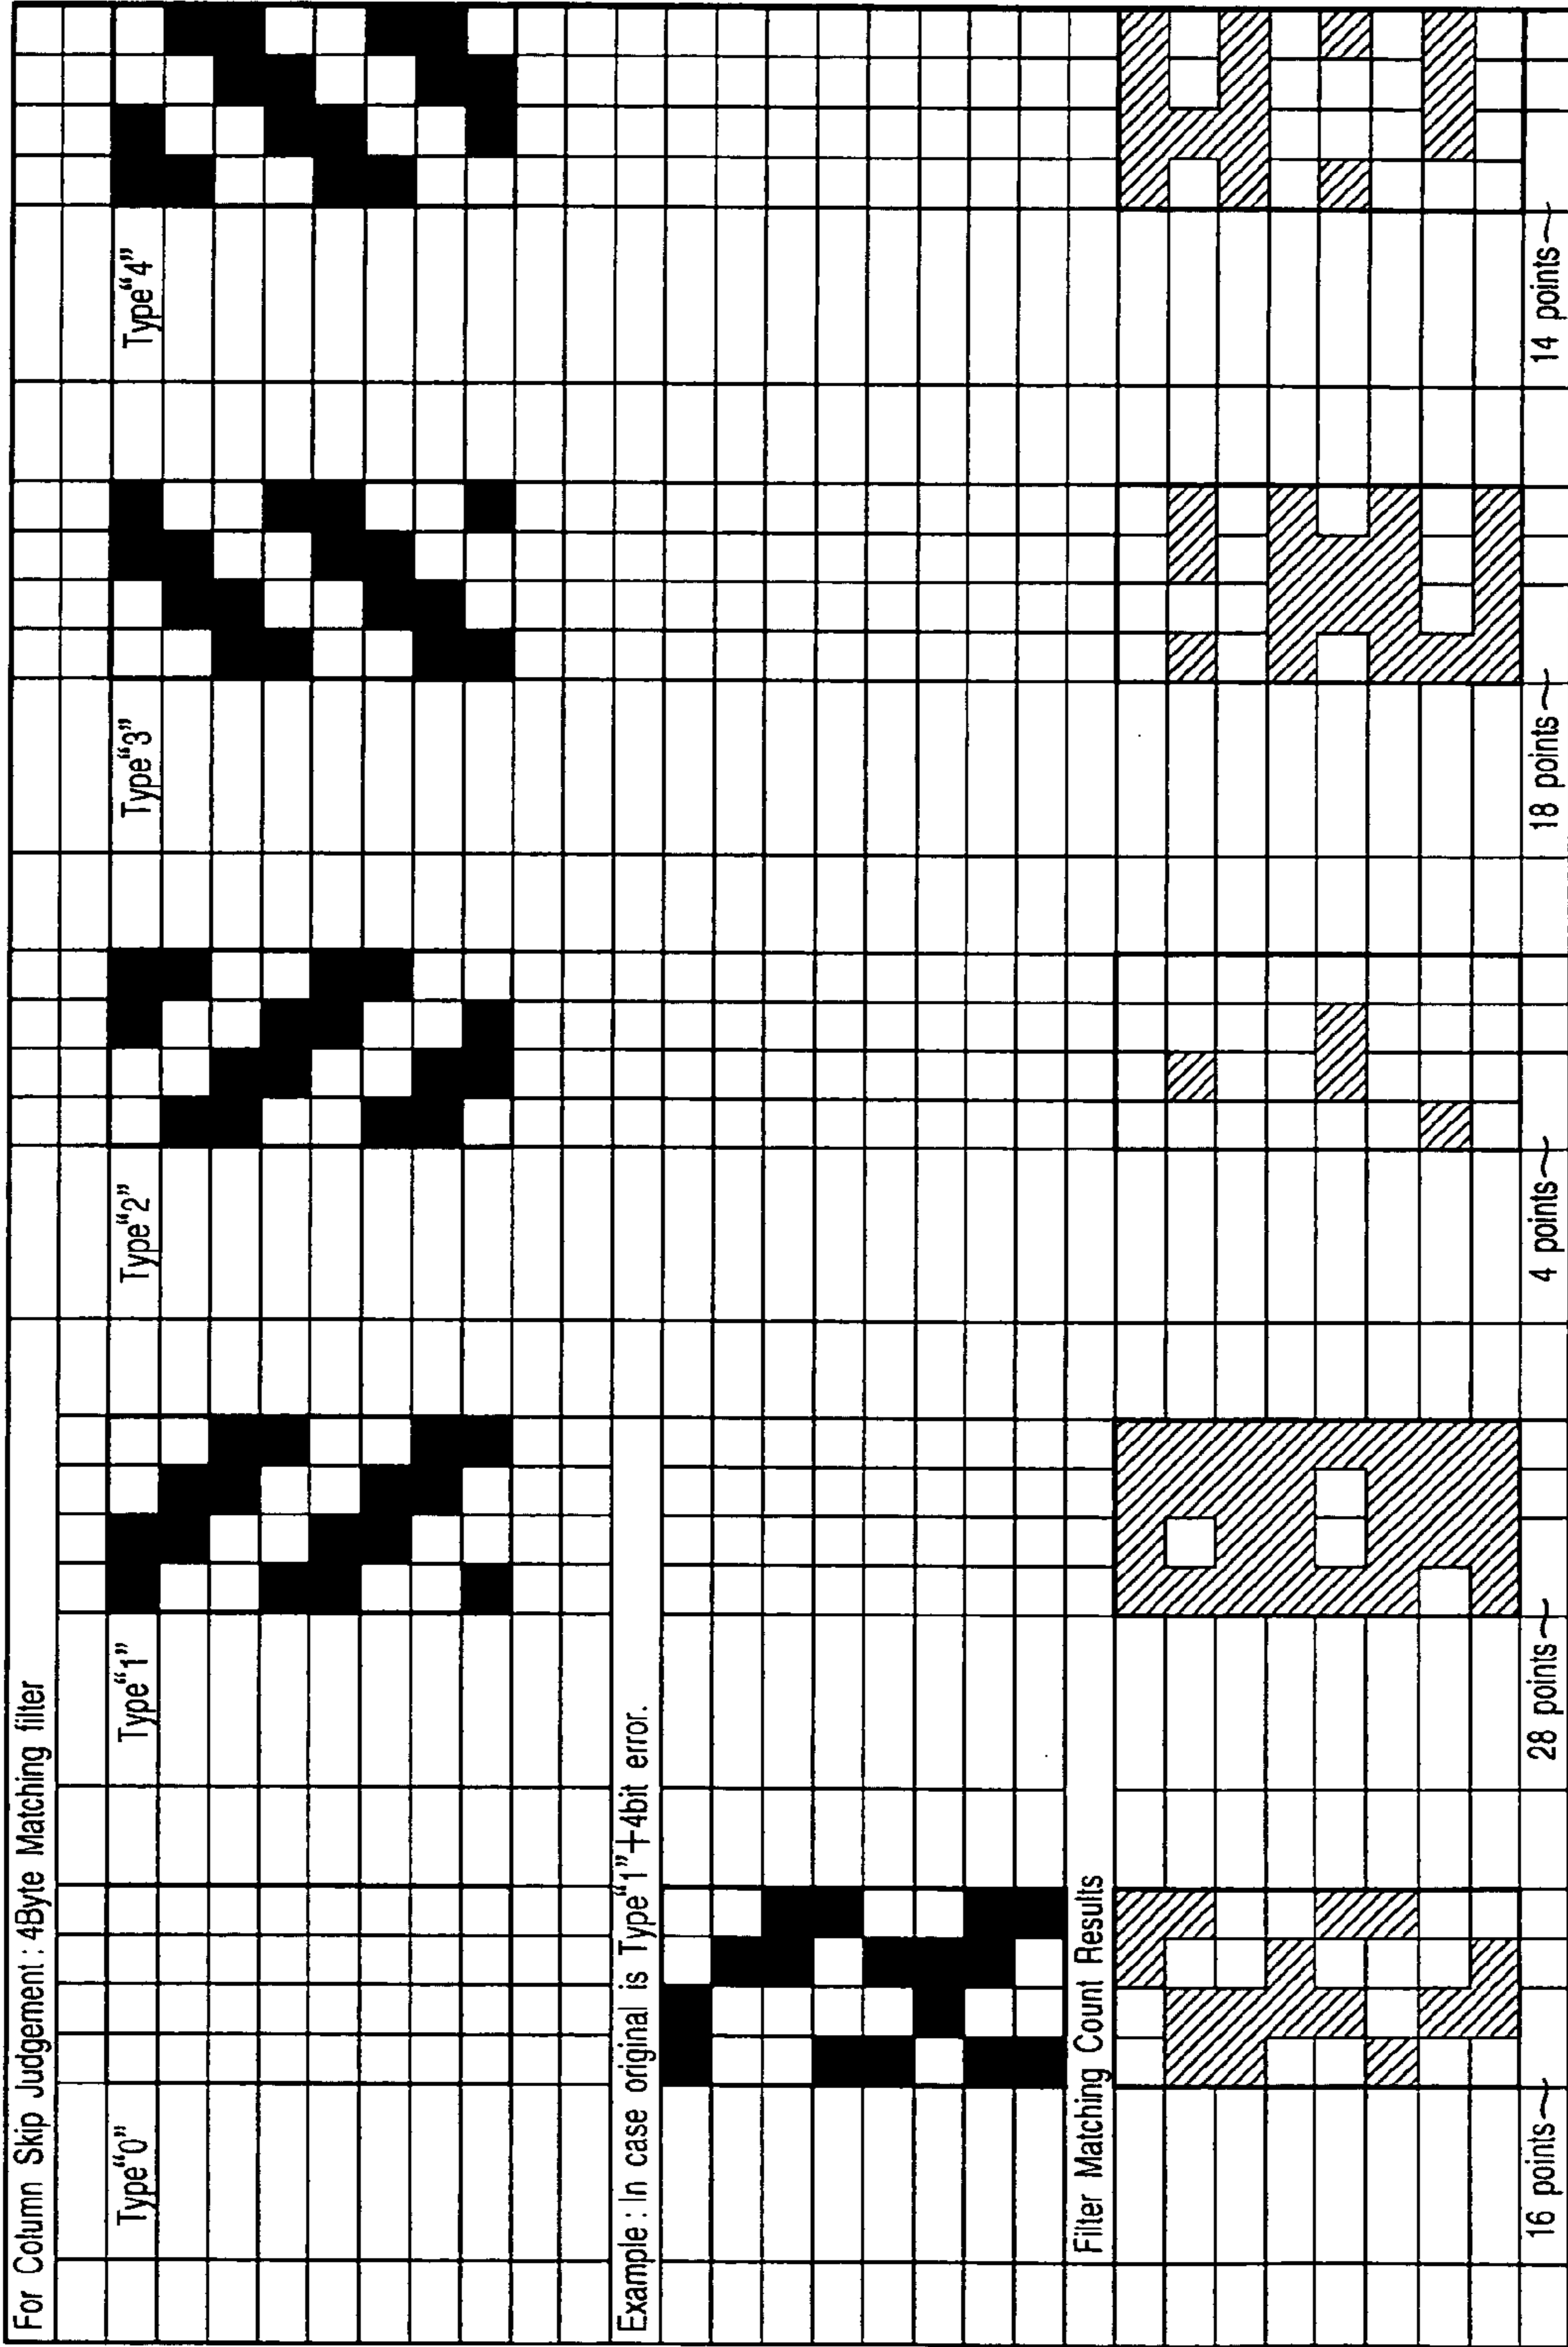 For Column Skip Judgement : 4Byte Matching filter
Type“0” Type“1” Type“2” Type“3” Type“4”
Example : In case original is Type“1”+4bit error.
Filter Matching Count Results
16 points 28 points 4 points 18 points 14 points